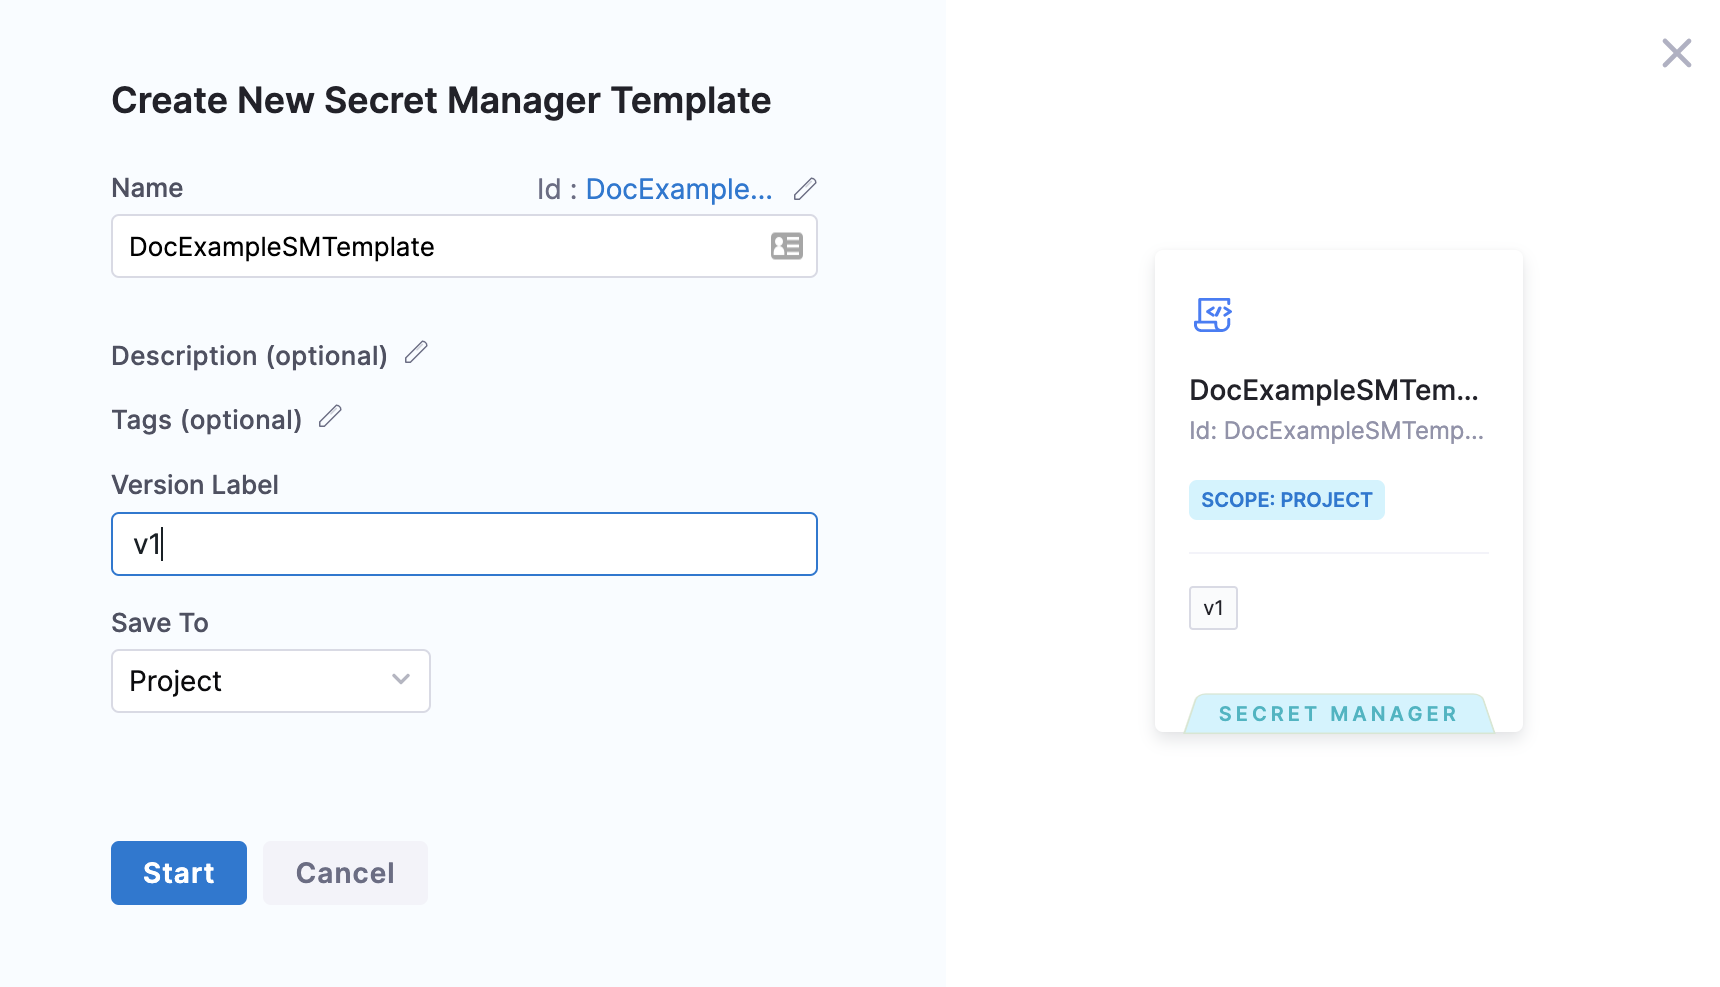 Create New Secret Manager Template
Name
Id : DocExample...
DocExampleSMTemplate
Description (optional)
Tags (optional)
Version Label
v1
Save To
Project
Start
Cancel
DocExampleSMTem...
Id: DocExampleSMTemp...
SCOPE: PROJECT
v1
SECRET MANAGER